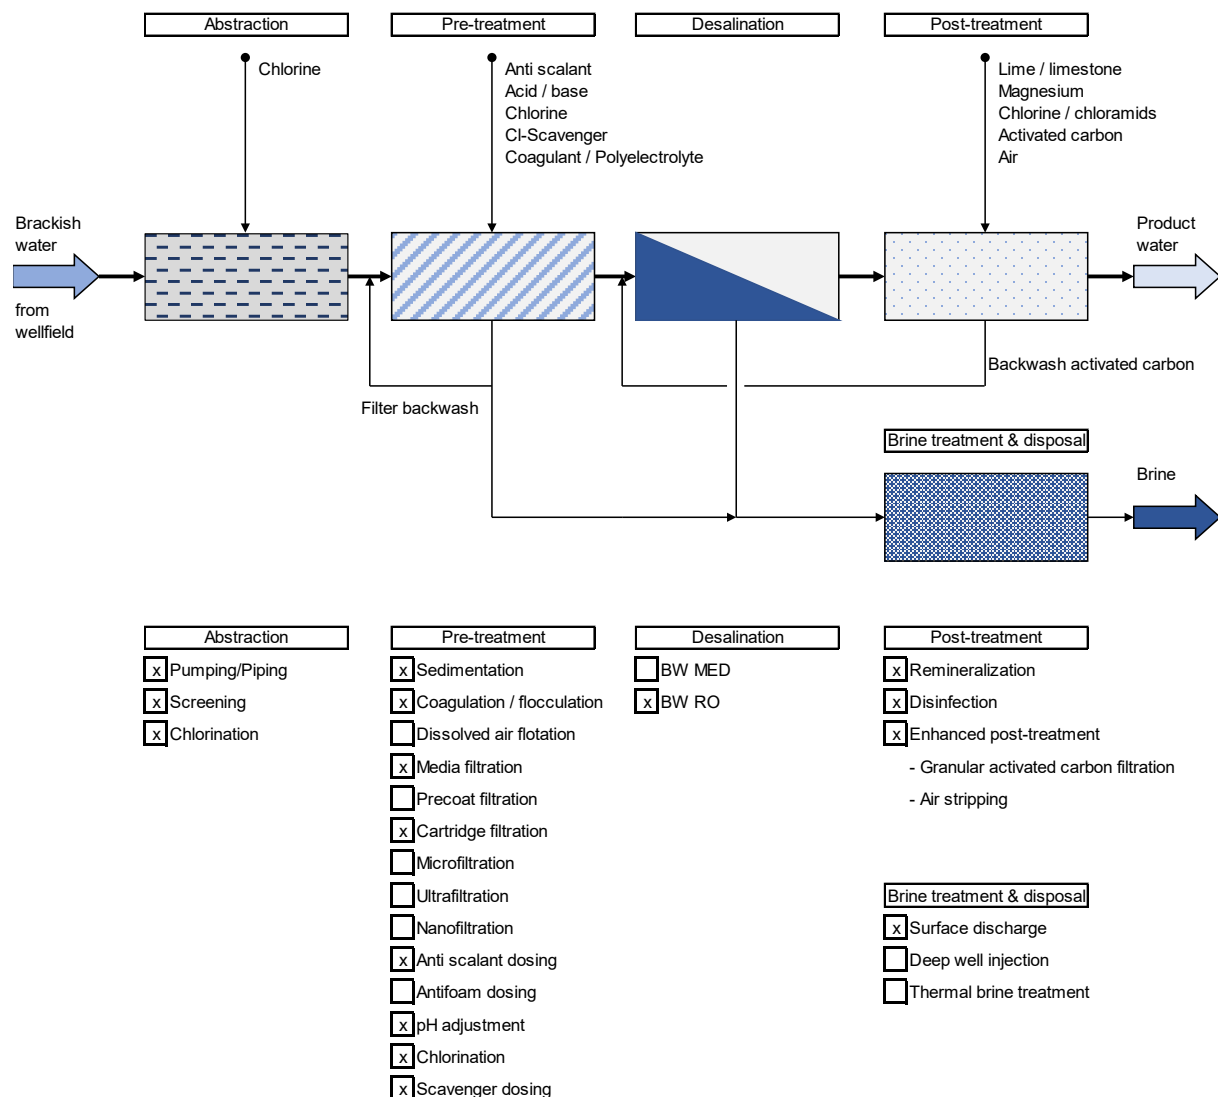 Abstraction
Pre-treatment
Desalination
Post-treatment
Chlorine
Anti scalant
Acid / base
Chlorine
Cl-Scavenger
Coagulant / Polyelectrolyte
Lime / limestone
Magnesium
Chlorine / chloramids
Activated carbon
Air
Brackish
water
from
wellfield
Product
water
Filter backwash
Backwash activated carbon
Brine treatment & disposal
Brine
Abstraction
x Pumping/Piping
x Screening
x Chlorination
Pre-treatment
x Sedimentation
x Coagulation / flocculation
Dissolved air flotation
x Media filtration
Precoat filtration
x Cartridge filtration
Microfiltration
Ultrafiltration
Nanofiltration
x Anti scalant dosing
Antifoam dosing
x pH adjustment
x Chlorination
x Scavenger dosing
Desalination
BW MED
x BW RO
Post-treatment
x Remineralization
x Disinfection
x Enhanced post-treatment
- Granular activated carbon filtration
- Air stripping
Brine treatment & disposal
x Surface discharge
Deep well injection
Thermal brine treatment